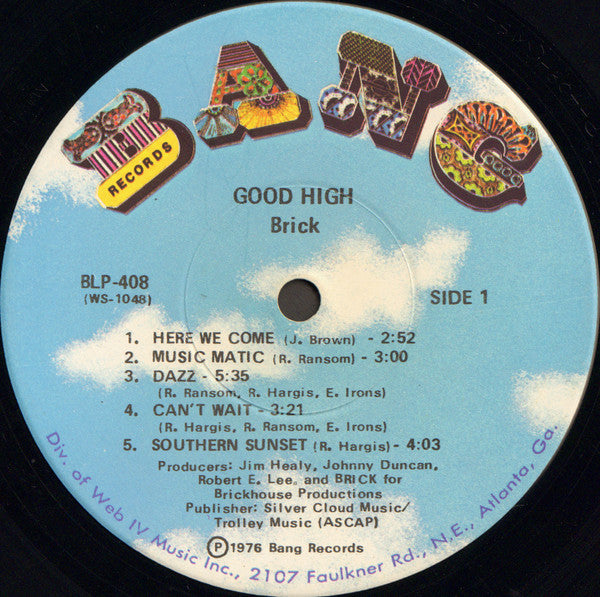 BANG
RECORDS
GOOD HIGH
Brick
BLP-408
(WS-1048)
SIDE 1
1. HERE WE COME (J. Brown) - 2:52
2. MUSIC MATIC (R. Ransom) - 3:00
3. DAZZ - 5:35
(R. Ransom, R. Hargis, E. Irons)
4. CAN'T WAIT - 3:21
(R. Hargis, R. Ransom, E. Irons)
5. SOUTHERN SUNSET (R. Hargis) - 4:03
Producers: Jim Healy, Johnny Duncan,
Robert E. Lee, and BRICK for
Brickhouse Productions
Publisher: Silver Cloud Music/
Trolley Music (ASCAP)
Ⓟ1976 Bang Records
Div. of Web IV Music Inc., 2107 Faulkner Rd., N.E., Atlanta, Ga.